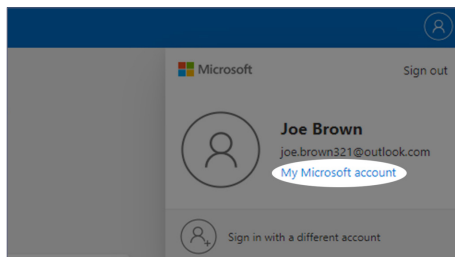 Microsoft
Sign out
Joe Brown
joe.brown321@outlook.com
My Microsoft account
Sign in with a different account